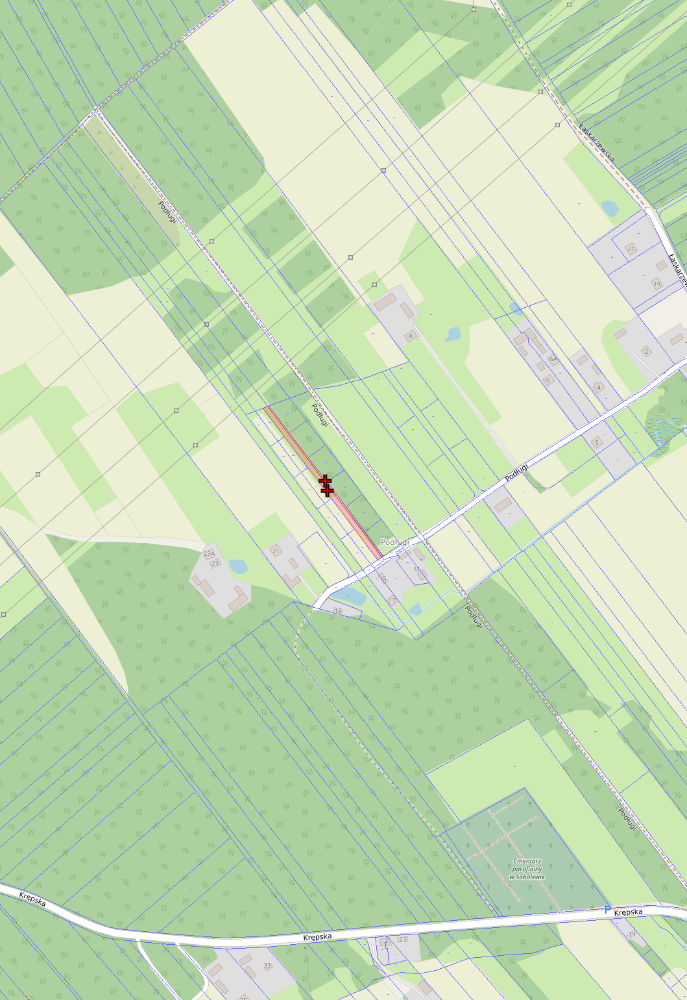 Łaskarzewska
Podługi
21
Łaskarzew
19
8
2
6A
6
4
Podługi
5
Podługi
Podługi
23A
21
23
11
15
17
19
Podługi
Podługi
Cmentarz
parafialny
w Sobolewie
Krępska
P
Krępska
Krępska
19
23
33